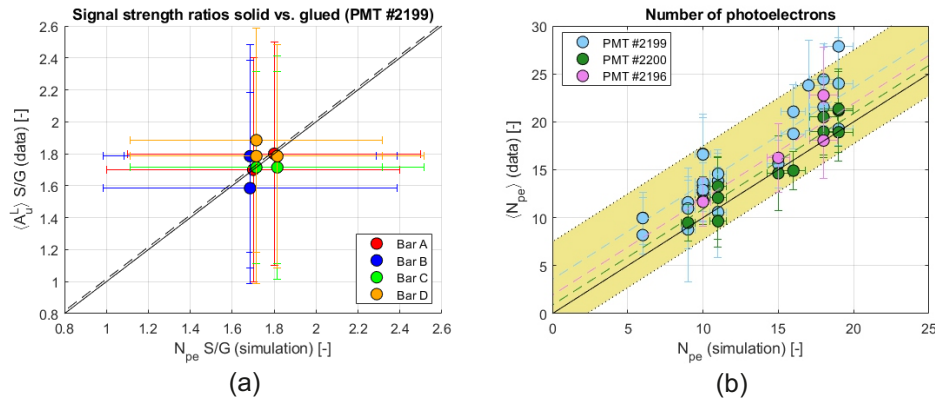 Signal strength ratios solid vs. glued (PMT #2199)
2.6
2.4
2.2
2
1.8
1.6
1.4
1.2
1
0.8
0.8 1 1.2 1.4 1.6 1.8 2 2.2 2.4 2.6
⟨A_u^L⟩ S/G (data) [-]
N_pe S/G (simulation) [-]
Bar A
Bar B
Bar C
Bar D
(a)
Number of photoelectrons
30
25
20
15
10
5
0
0 5 10 15 20 25
⟨N_pe⟩ (data) [-]
N_pe (simulation) [-]
PMT #2199
PMT #2200
PMT #2196
(b)